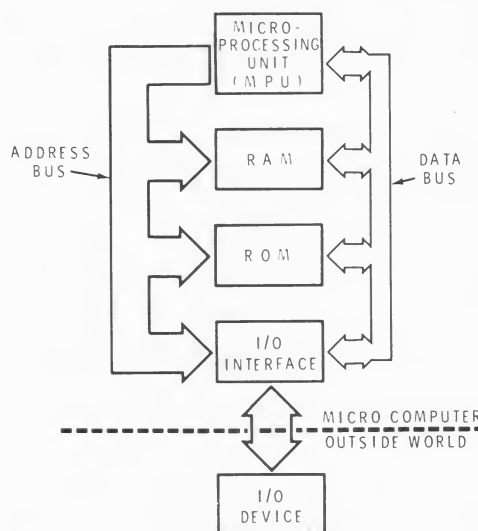 MICRO-
PROCESSING
UNIT
(MPU)
ADDRESS
BUS
RAM
DATA
BUS
ROM
I/O
INTERFACE
MICRO COMPUTER
OUTSIDE WORLD
I/O
DEVICE